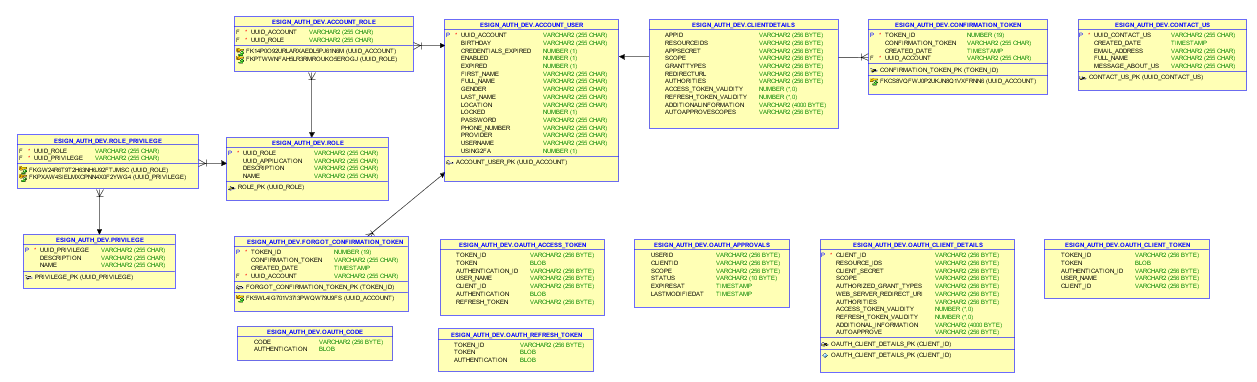 ESIGN_AUTH_DEV.ACCOUNT_ROLE
F * UUID_ACCOUNT VARCHAR2 (255 CHAR)
F * UUID_ROLE VARCHAR2 (255 CHAR)
(UUID_ACCOUNT)
(UUID_ROLE)
ESIGN_AUTH_DEV.ACCOUNT_USER
P * UUID_ACCOUNT VARCHAR2 (255 CHAR)
BIRTHDAY VARCHAR2 (255 CHAR)
CREDENTIALS_EXPIRED NUMBER (1)
ENABLED NUMBER (1)
EXPIRED NUMBER (1)
FIRST_NAME VARCHAR2 (255 CHAR)
FULL_NAME VARCHAR2 (255 CHAR)
GENDER VARCHAR2 (255 CHAR)
LAST_NAME VARCHAR2 (255 CHAR)
LOCATION VARCHAR2 (255 CHAR)
LOCKED NUMBER (1)
PASSWORD VARCHAR2 (255 CHAR)
PHONE_NUMBER VARCHAR2 (255 CHAR)
PROVIDER VARCHAR2 (255 CHAR)
USERNAME VARCHAR2 (255 CHAR)
USING2FA NUMBER (1)
ACCOUNT_USER_PK (UUID_ACCOUNT)
ESIGN_AUTH_DEV.CLIENTDETAILS
APPID VARCHAR2 (256 BYTE)
RESOURCEIDS VARCHAR2 (256 BYTE)
APPSECRET VARCHAR2 (256 BYTE)
SCOPE VARCHAR2 (256 BYTE)
GRANTTYPES VARCHAR2 (256 BYTE)
REDIRECTURL VARCHAR2 (256 BYTE)
AUTHORITIES VARCHAR2 (256 BYTE)
ACCESS_TOKEN_VALIDITY NUMBER (*,0)
REFRESH_TOKEN_VALIDITY NUMBER (*,0)
ADDITIONALINFORMATION VARCHAR2 (4000 BYTE)
AUTOAPPROVESCOPES VARCHAR2 (256 BYTE)
ESIGN_AUTH_DEV.CONFIRMATION_TOKEN
P * TOKEN_ID NUMBER (19)
CONFIRMATION_TOKEN VARCHAR2 (255 CHAR)
CREATED_DATE TIMESTAMP
F * UUID_ACCOUNT VARCHAR2 (255 CHAR)
CONFIRMATION_TOKEN_PK (TOKEN_ID)
(UUID_ACCOUNT)
ESIGN_AUTH_DEV.CONTACT_US
P * UUID_CONTACT_US VARCHAR2 (255 CHAR)
CREATED_DATE TIMESTAMP
EMAIL_ADDRESS VARCHAR2 (255 CHAR)
FULL_NAME VARCHAR2 (255 CHAR)
MESSAGE_ABOUT_US VARCHAR2 (255 CHAR)
CONTACT_US_PK (UUID_CONTACT_US)
ESIGN_AUTH_DEV.ROLE_PRIVILEGE
F * UUID_ROLE VARCHAR2 (255 CHAR)
F * UUID_PRIVILEGE VARCHAR2 (255 CHAR)
(UUID_ROLE)
(UUID_PRIVILEGE)
ESIGN_AUTH_DEV.ROLE
P * UUID_ROLE VARCHAR2 (255 CHAR)
UUID_APPLICATION VARCHAR2 (255 CHAR)
DESCRIPTION VARCHAR2 (255 CHAR)
NAME VARCHAR2 (255 CHAR)
ROLE_PK (UUID_ROLE)
ESIGN_AUTH_DEV.PRIVILEGE
P * UUID_PRIVILEGE VARCHAR2 (255 CHAR)
DESCRIPTION VARCHAR2 (255 CHAR)
NAME VARCHAR2 (255 CHAR)
PRIVILEGE_PK (UUID_PRIVILEGE)
ESIGN_AUTH_DEV.FORGOT_CONFIRMATION_TOKEN
P * TOKEN_ID NUMBER (19)
CONFIRMATION_TOKEN VARCHAR2 (255 CHAR)
CREATED_DATE TIMESTAMP
F * UUID_ACCOUNT VARCHAR2 (255 CHAR)
FORGOT_CONFIRMATION_TOKEN_PK (TOKEN_ID)
(UUID_ACCOUNT)
ESIGN_AUTH_DEV.OAUTH_ACCESS_TOKEN
TOKEN_ID VARCHAR2 (256 BYTE)
TOKEN BLOB
AUTHENTICATION_ID VARCHAR2 (256 BYTE)
USER_NAME VARCHAR2 (256 BYTE)
CLIENT_ID VARCHAR2 (256 BYTE)
AUTHENTICATION BLOB
REFRESH_TOKEN VARCHAR2 (256 BYTE)
ESIGN_AUTH_DEV.OAUTH_APPROVALS
USERID VARCHAR2 (256 BYTE)
CLIENTID VARCHAR2 (256 BYTE)
SCOPE VARCHAR2 (256 BYTE)
STATUS VARCHAR2 (10 BYTE)
EXPIRESAT TIMESTAMP
LASTMODIFIEDAT TIMESTAMP
ESIGN_AUTH_DEV.OAUTH_CLIENT_DETAILS
P * CLIENT_ID VARCHAR2 (256 BYTE)
RESOURCE_IDS VARCHAR2 (256 BYTE)
CLIENT_SECRET VARCHAR2 (256 BYTE)
SCOPE VARCHAR2 (256 BYTE)
AUTHORIZED_GRANT_TYPES VARCHAR2 (256 BYTE)
WEB_SERVER_REDIRECT_URI VARCHAR2 (256 BYTE)
AUTHORITIES VARCHAR2 (256 BYTE)
ACCESS_TOKEN_VALIDITY NUMBER (*,0)
REFRESH_TOKEN_VALIDITY NUMBER (*,0)
ADDITIONAL_INFORMATION VARCHAR2 (4000 BYTE)
AUTOAPPROVE VARCHAR2 (256 BYTE)
OAUTH_CLIENT_DETAILS_PK (CLIENT_ID)
OAUTH_CLIENT_DETAILS_PK (CLIENT_ID)
ESIGN_AUTH_DEV.OAUTH_CLIENT_TOKEN
TOKEN_ID VARCHAR2 (256 BYTE)
TOKEN BLOB
AUTHENTICATION_ID VARCHAR2 (256 BYTE)
USER_NAME VARCHAR2 (256 BYTE)
CLIENT_ID VARCHAR2 (256 BYTE)
ESIGN_AUTH_DEV.OAUTH_CODE
CODE VARCHAR2 (256 BYTE)
AUTHENTICATION BLOB
ESIGN_AUTH_DEV.OAUTH_REFRESH_TOKEN
TOKEN_ID VARCHAR2 (256 BYTE)
TOKEN BLOB
AUTHENTICATION BLOB